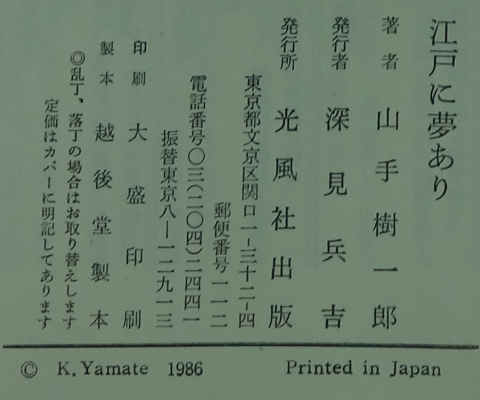 江戸に夢あり
著者 山手樹一郎
発行者 深見兵吉
発行所 光風社出版
東京都文京区関口一-三十二-四
郵便番号一一二
電話番号〇三(二〇四)二四四一
振替東京八—一二九一三
印刷 大盛印刷
製本 越後堂製本
◎乱丁、落丁の場合はお取り替えします
定価はカバーに明記してあります
© K.Yamate 1986 Printed in Japan